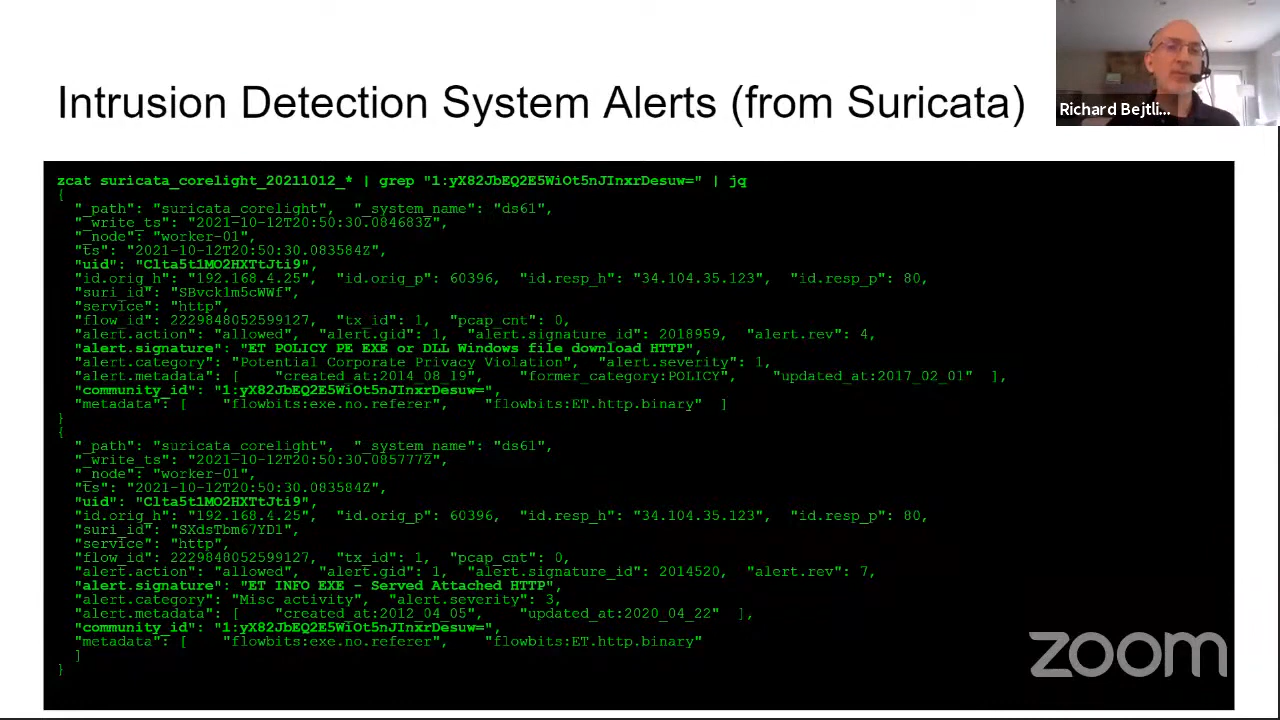 Intrusion Detection System Alerts (from Suricata)
Richard Bejtli...
zcat suricata_corelight_20211012_* | grep "1:yX82JbEQ2E5WiOt5nJInxrDesuw=" | jq
{
"_path": "suricata_corelight", "_system_name": "ds61",
"_write_ts": "2021-10-12T20:50:30.084683Z",
"_node": "worker-01",
"ts": "2021-10-12T20:50:30.083584Z",
"uid": "Clta5t1MO2HXTtJti9",
"id.orig_h": "192.168.4.25", "id.orig_p": 60396, "id.resp_h": "34.104.35.123", "id.resp_p": 80,
"suri_id": "SBvck1m5cWWf",
"service": "http",
"flow_id": 2229848052599127, "tx_id": 1, "pcap_cnt": 0,
"alert.action": "allowed", "alert.gid": 1, "alert.signature_id": 2018959, "alert.rev": 4,
"alert.signature": "ET POLICY PE EXE or DLL Windows file download HTTP",
"alert.category": "Potential Corporate Privacy Violation", "alert.severity": 1,
"alert.metadata": [ "created_at:2014_08_19", "former_category:POLICY", "updated_at:2017_02_01" ],
"community_id": "1:yX82JbEQ2E5WiOt5nJInxrDesuw=",
"metadata": [ "flowbits:exe.no.referer", "flowbits:ET.http.binary" ]
}
{
"_path": "suricata_corelight", "_system_name": "ds61",
"_write_ts": "2021-10-12T20:50:30.085777Z",
"_node": "worker-01",
"ts": "2021-10-12T20:50:30.083584Z",
"uid": "Clta5t1MO2HXTtJti9",
"id.orig_h": "192.168.4.25", "id.orig_p": 60396, "id.resp_h": "34.104.35.123", "id.resp_p": 80,
"suri_id": "SXdsTbm67YD1",
"service": "http",
"flow_id": 2229848052599127, "tx_id": 1, "pcap_cnt": 0,
"alert.action": "allowed", "alert.gid": 1, "alert.signature_id": 2014520, "alert.rev": 7,
"alert.signature": "ET INFO EXE - Served Attached HTTP",
"alert.category": "Misc activity", "alert.severity": 3,
"alert.metadata": [ "created_at:2012_04_05", "updated_at:2020_04_22" ],
"community_id": "1:yX82JbEQ2E5WiOt5nJInxrDesuw=",
"metadata": [ "flowbits:exe.no.referer", "flowbits:ET.http.binary"
]
}
zoom